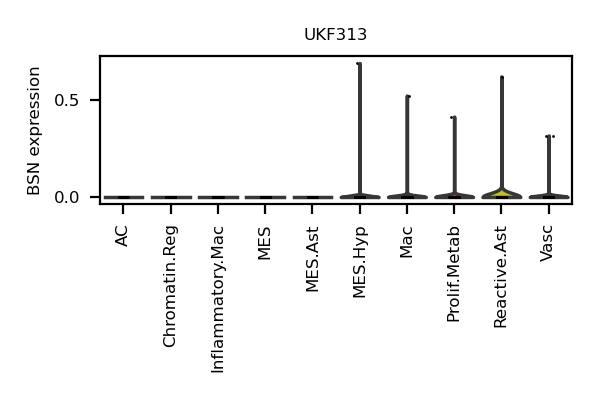 UKF313
BSN expression
0.5
0.0
AC
Chromatin.Reg
Inflammatory.Mac
MES
MES.Ast
MES.Hyp
Mac
Prolif.Metab
Reactive.Ast
Vasc